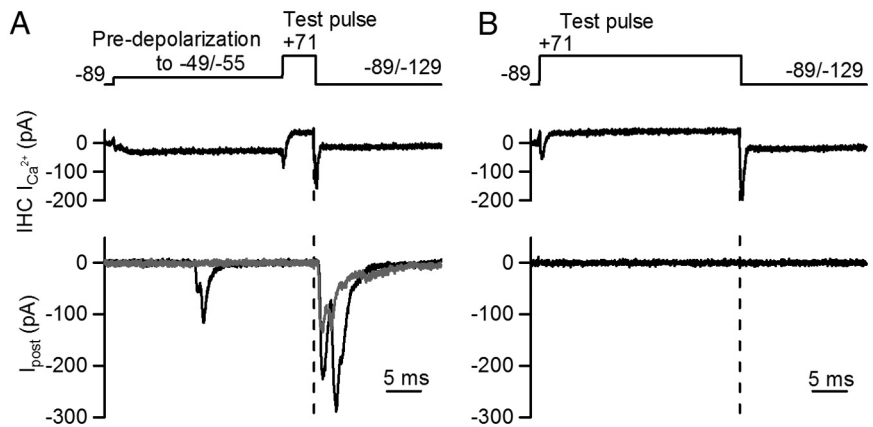 A
Test pulse
+71
Pre-depolarization
to -49/-55
-89
-89/-129
IHC I_Ca²⁺ (pA)
0
-100
-200
I_post (pA)
0
-100
-200
-300
5 ms
B
Test pulse
+71
-89
-89/-129
0
-100
-200
0
-100
-200
-300
5 ms